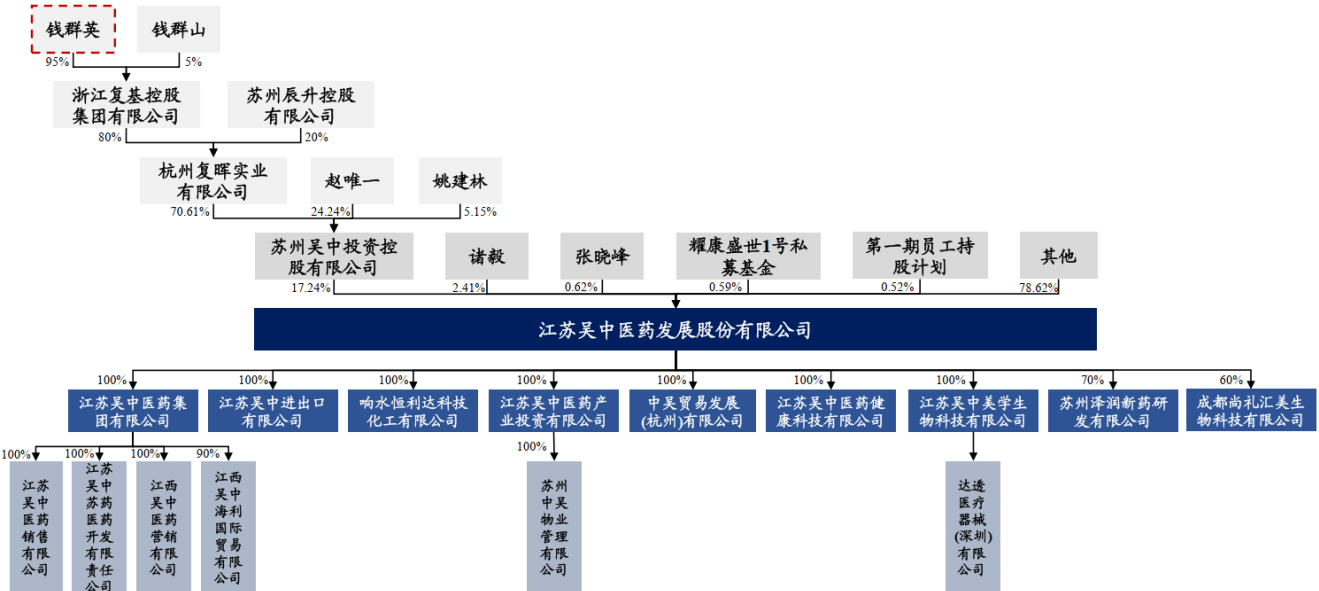 钱群英
钱群山
95%
5%
浙江复基控股
集团有限公司
苏州辰升控股
有限公司
80%
20%
杭州复晖实业
有限公司
赵唯一
姚建林
70.61%
24.24%
5.15%
苏州吴中投资控
股有限公司
诸毅
张晓峰
耀康盛世1号私
募基金
第一期员工持
股计划
其他
17.24%
2.41%
0.62%
0.59%
0.52%
78.62%
江苏吴中医药发展股份有限公司
100%
100%
100%
100%
100%
100%
100%
70%
60%
江苏吴中医药集
团有限公司
江苏吴中进出口
有限公司
响水恒利达科技
化工有限公司
江苏吴中医药产
业投资有限公司
中吴贸易发展
(杭州)有限公司
江苏吴中医药健
康科技有限公司
江苏吴中美学生
物科技有限公司
苏州泽润新药研
发有限公司
成都尚礼汇美生
物科技有限公司
100%
100%
100%
90%
100%
江苏
吴中
医药
销售
有限
公司
江苏
吴中
苏药
医药
开发
有限
责任
公司
江西
吴中
医药
营销
有限
公司
江西
吴中
海利
国际
贸易
有限
公司
苏州
中吴
物业
管理
有限
公司
达透
医疗
器械
(深圳)
有限
公司